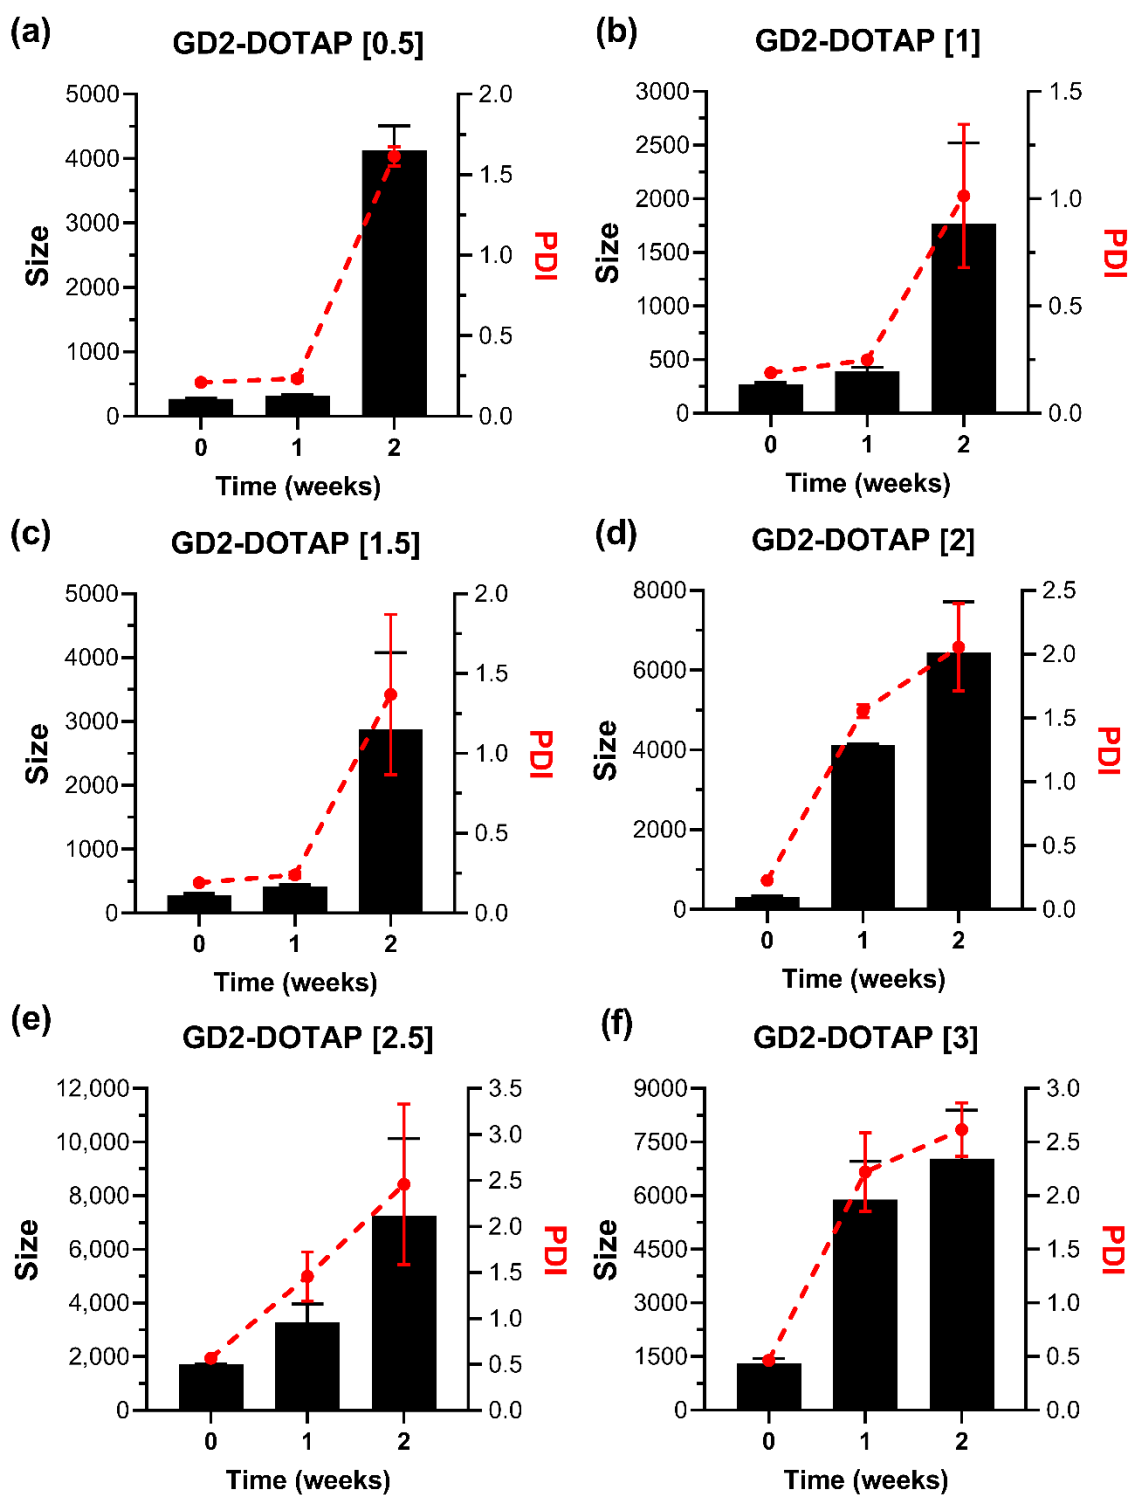 (a)
GD2-DOTAP [0.5]
5000
4000
3000
2000
1000
0
Size
2.0
1.5
1.0
0.5
0.0
PDI
0 1 2
Time (weeks)
(b)
GD2-DOTAP [1]
3000
2500
2000
1500
1000
500
0
Size
1.5
1.0
0.5
0.0
PDI
0 1 2
Time (weeks)
(c)
GD2-DOTAP [1.5]
5000
4000
3000
2000
1000
0
Size
2.0
1.5
1.0
0.5
0.0
PDI
0 1 2
Time (weeks)
(d)
GD2-DOTAP [2]
8000
6000
4000
2000
0
Size
2.5
2.0
1.5
1.0
0.5
0.0
PDI
0 1 2
Time (weeks)
(e)
GD2-DOTAP [2.5]
12,000
10,000
8,000
6,000
4,000
2,000
0
Size
3.5
3.0
2.5
2.0
1.5
1.0
0.5
0.0
PDI
0 1 2
Time (weeks)
(f)
GD2-DOTAP [3]
9000
7500
6000
4500
3000
1500
0
Size
3.0
2.5
2.0
1.5
1.0
0.5
0.0
PDI
0 1 2
Time (weeks)